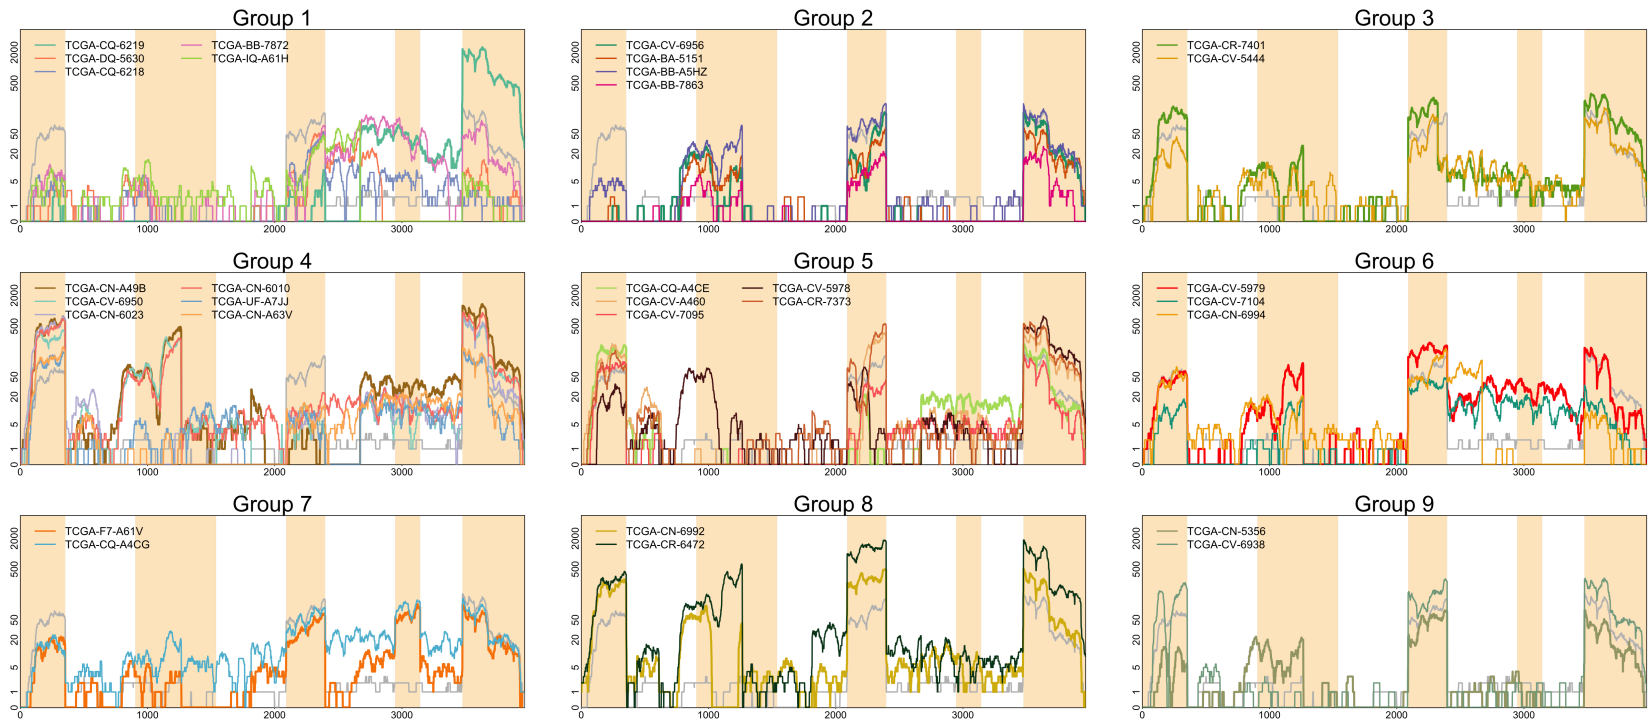 Group 1
TCGA-CQ-6219
TCGA-DQ-5630
TCGA-CQ-6218
TCGA-BB-7872
TCGA-IQ-A61H
2000
500
50
20
5
1
0
0
1000
2000
3000
Group 2
TCGA-CV-6956
TCGA-BA-5151
TCGA-BB-A5HZ
TCGA-BB-7863
2000
500
50
20
5
1
0
0
1000
2000
3000
Group 3
TCGA-CR-7401
TCGA-CV-5444
2000
500
50
20
5
1
0
0
1000
2000
3000
Group 4
TCGA-CN-A49B
TCGA-CV-6950
TCGA-CN-6023
TCGA-CN-6010
TCGA-UF-A7JJ
TCGA-CN-A63V
2000
500
50
20
5
1
0
0
1000
2000
3000
Group 5
TCGA-CQ-A4CE
TCGA-CV-A460
TCGA-CV-7095
TCGA-CV-5978
TCGA-CR-7373
2000
500
50
20
5
1
0
0
1000
2000
3000
Group 6
TCGA-CV-5979
TCGA-CV-7104
TCGA-CN-6994
2000
500
50
20
5
1
0
0
1000
2000
3000
Group 7
TCGA-F7-A61V
TCGA-CQ-A4CG
2000
500
50
20
5
1
0
0
1000
2000
3000
Group 8
TCGA-CN-6992
TCGA-CR-6472
2000
500
50
20
5
1
0
0
1000
2000
3000
Group 9
TCGA-CN-5356
TCGA-CV-6938
2000
500
50
20
5
1
0
0
1000
2000
3000